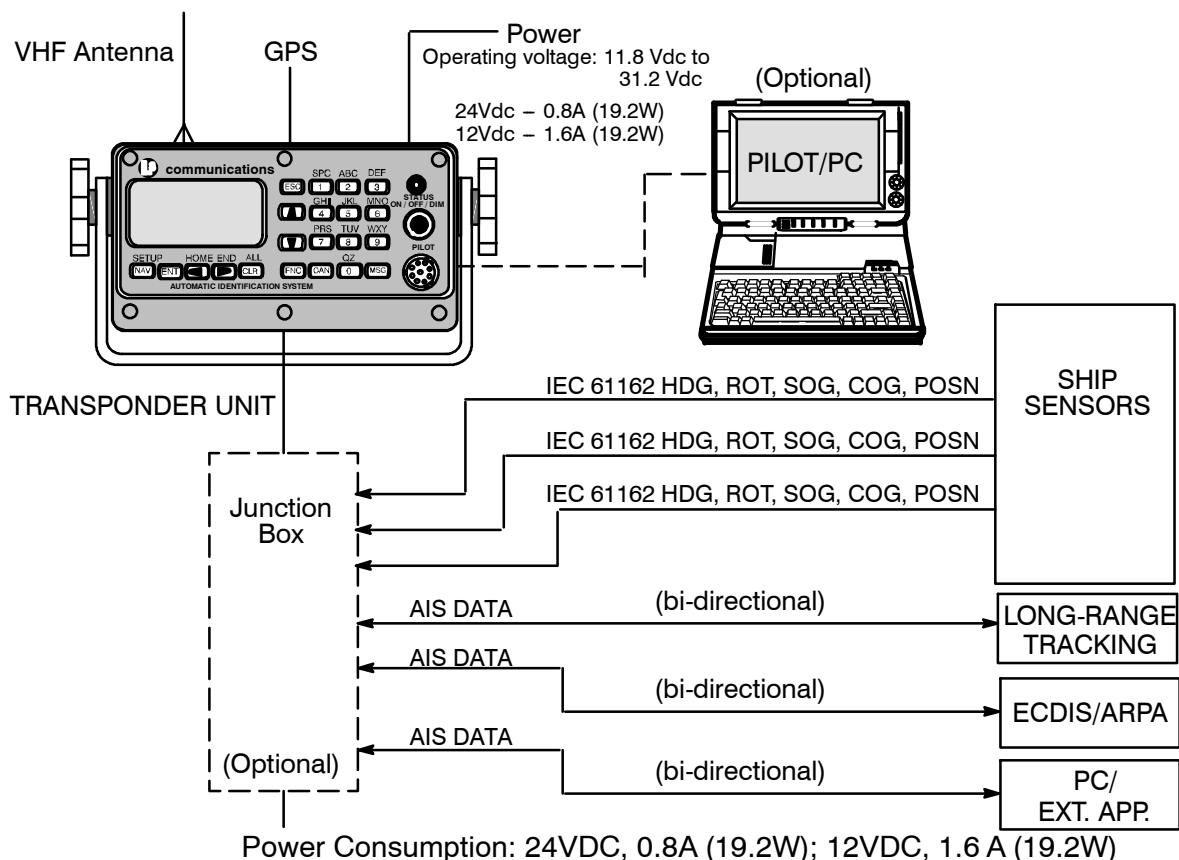 VHF Antenna
GPS
Power
Operating voltage: 11.8 Vdc to
31.2 Vdc
24Vdc – 0.8A (19.2W)
12Vdc – 1.6A (19.2W)
(Optional)
PILOT/PC
communications
SPC ABC DEF
ESC 1 2 3
STATUS
ON / OFF / DIM
GHI JKL MNO
4 5 6
PRS TUV WXY
7 8 9
PILOT
SETUP HOME END ALL QZ
NAV ENT CLR FNC CAN 0 MSG
AUTOMATIC IDENTIFICATION SYSTEM
TRANSPONDER UNIT
IEC 61162 HDG, ROT, SOG, COG, POSN
IEC 61162 HDG, ROT, SOG, COG, POSN
IEC 61162 HDG, ROT, SOG, COG, POSN
SHIP
SENSORS
Junction
Box
(Optional)
AIS DATA
(bi-directional)
LONG-RANGE
TRACKING
AIS DATA
(bi-directional)
ECDIS/ARPA
AIS DATA
(bi-directional)
PC/
EXT. APP.
Power Consumption: 24VDC, 0.8A (19.2W); 12VDC, 1.6 A (19.2W)